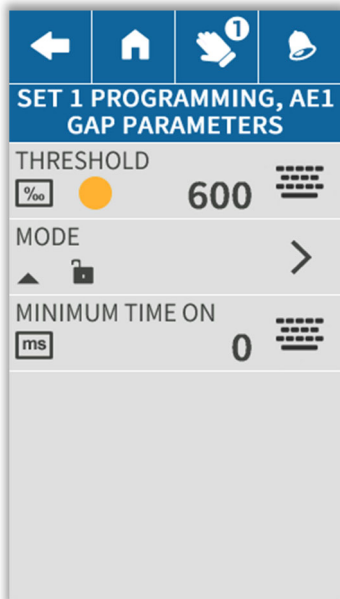 1
SET 1 PROGRAMMING, AE1
GAP PARAMETERS
THRESHOLD
‰ 600
MODE
MINIMUM TIME ON
ms 0